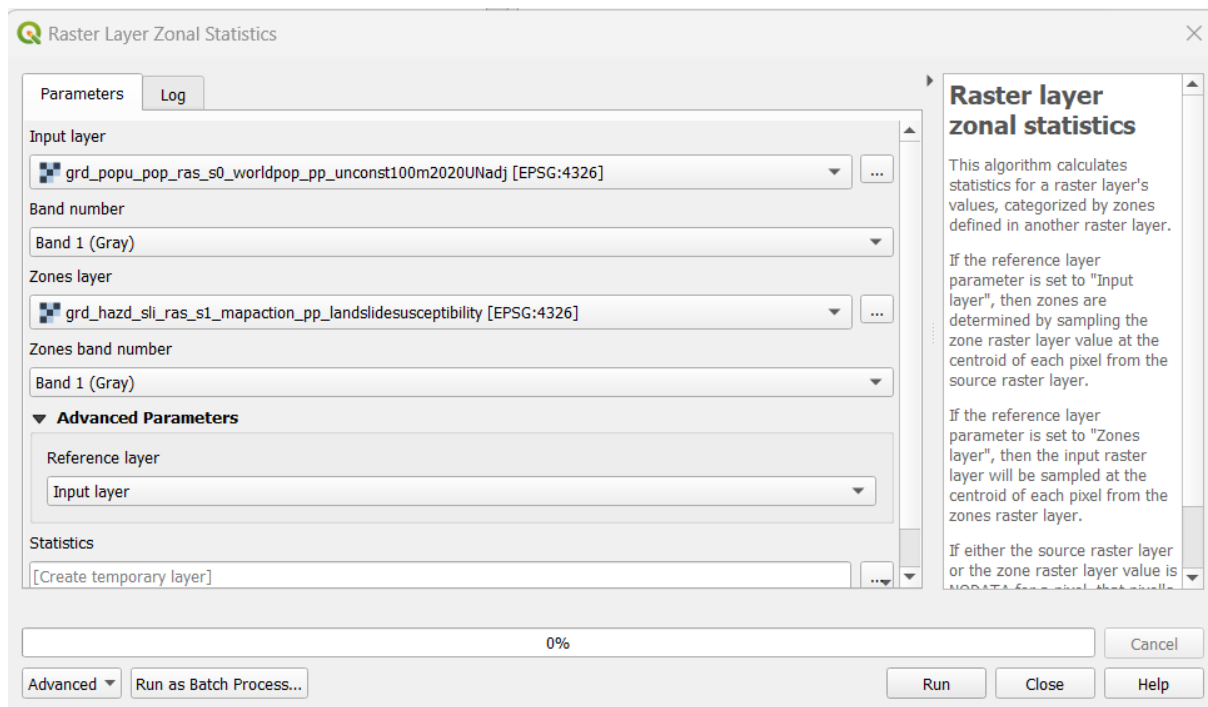 Raster Layer Zonal Statistics
Parameters
Log
Input layer
grd_popu_pop_ras_s0_worldpop_pp_unconst100m2020UNadj [EPSG:4326]
...
Band number
Band 1 (Gray)
Zones layer
grd_hazd_sli_ras_s1_mapaction_pp_landslidesusceptibility [EPSG:4326]
...
Zones band number
Band 1 (Gray)
Advanced Parameters
Reference layer
Input layer
Statistics
[Create temporary layer]
...
Raster layer
zonal statistics
This algorithm calculates
statistics for a raster layer's
values, categorized by zones
defined in another raster layer.
If the reference layer
parameter is set to "Input
layer", then zones are
determined by sampling the
zone raster layer value at the
centroid of each pixel from the
source raster layer.
If the reference layer
parameter is set to "Zones
layer", then the input raster
layer will be sampled at the
centroid of each pixel from the
zones raster layer.
If either the source raster layer
or the zone raster layer value is
0%
Cancel
Advanced
Run as Batch Process...
Run
Close
Help